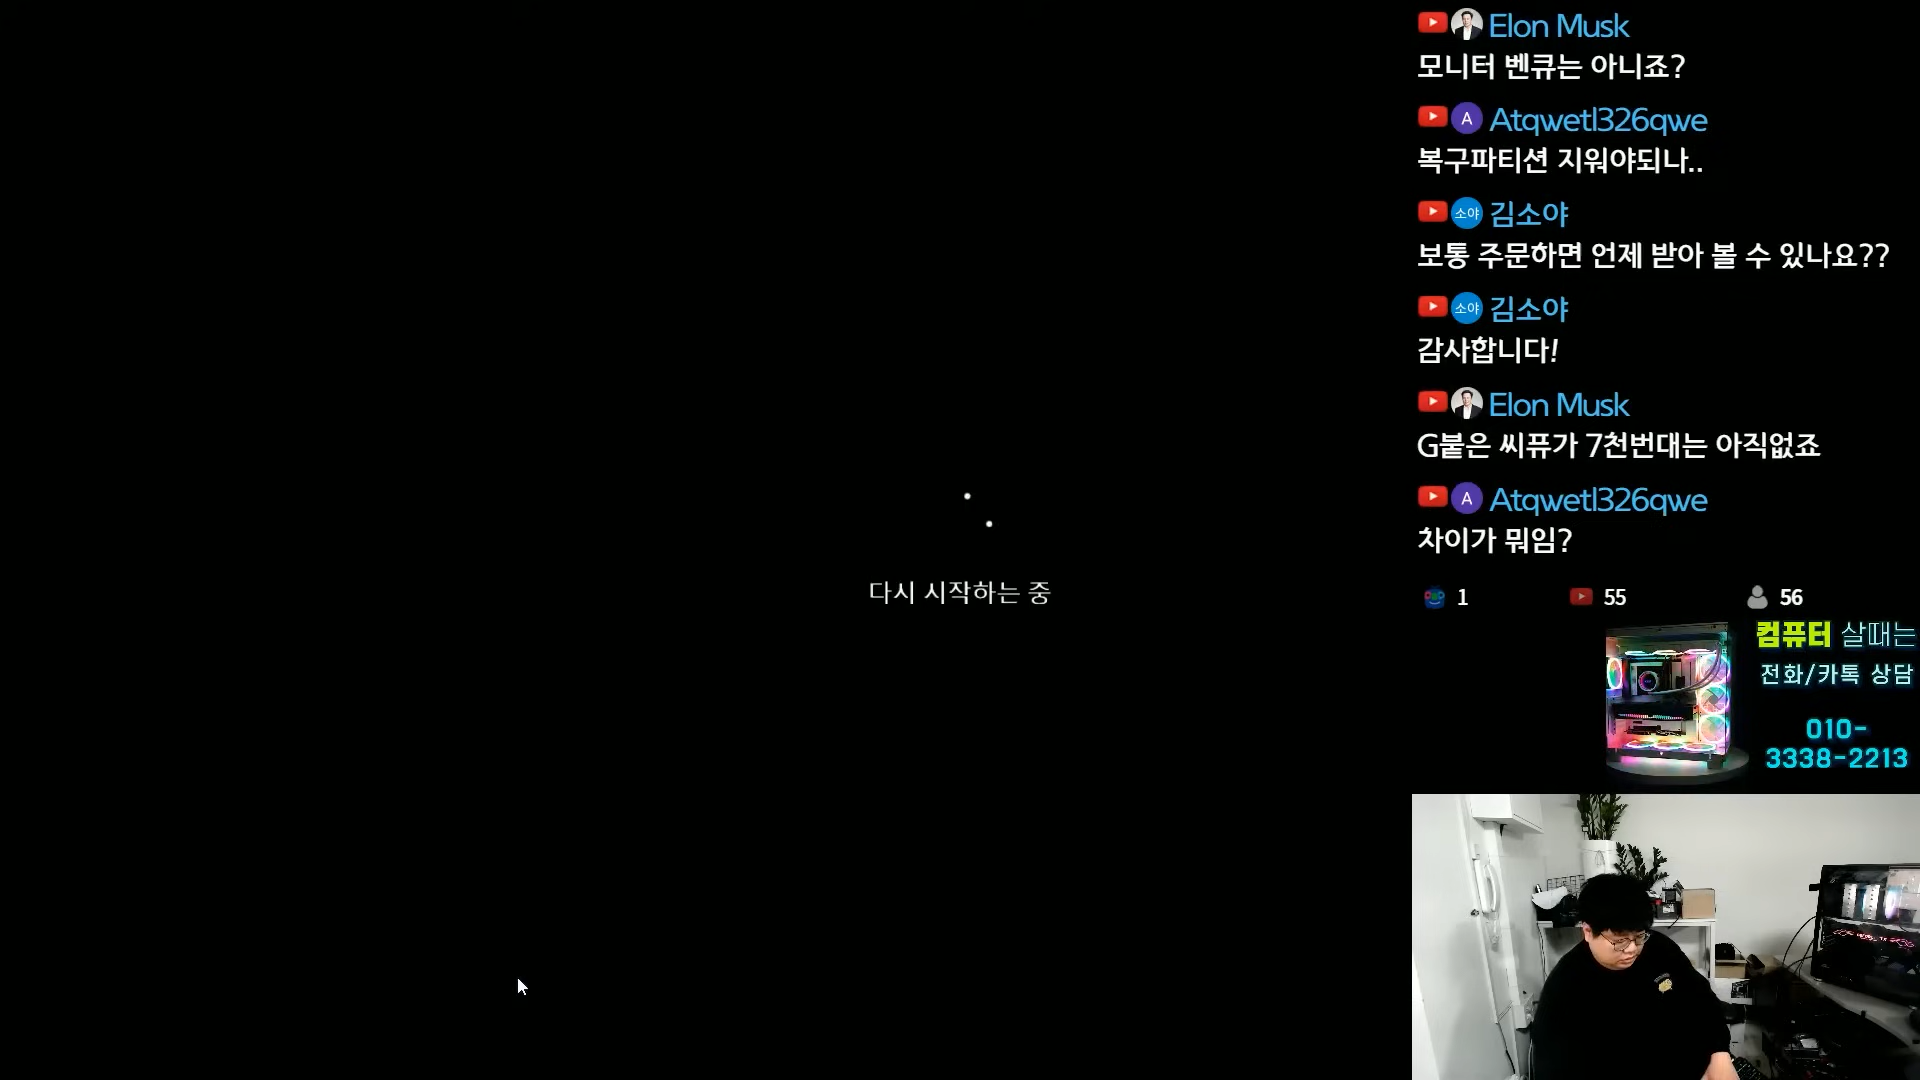 Elon Musk
모니터 벤큐는 아니죠?
A Atqwetl326qwe
복구파티션 지워야되나..
소야 김소야
보통 주문하면 언제 받아 볼 수 있나요??
소야 김소야
감사합니다!
Elon Musk
G붙은 씨퓨가 7천번대는 아직없죠
A Atqwetl326qwe
차이가 뭐임?
다시 시작하는 중
1 55 56
컴퓨터 살때는
전화/카톡 상담
010-
3338-2213